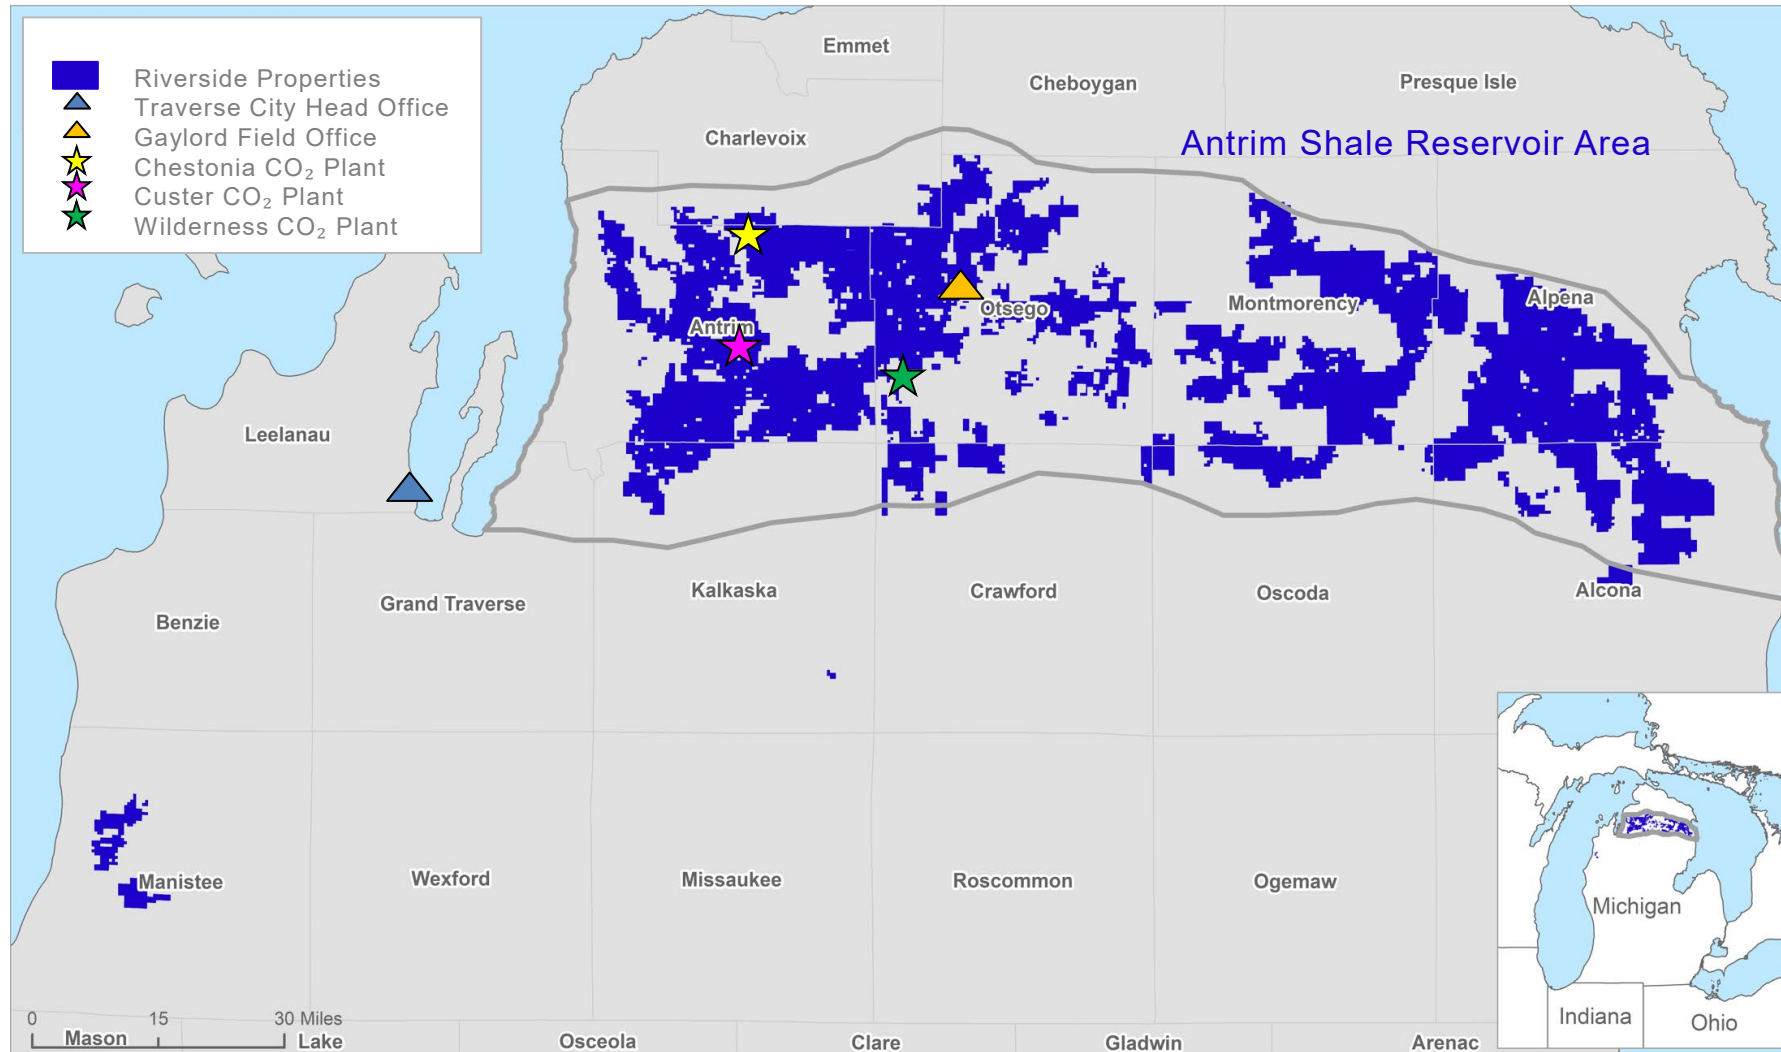 Riverside Properties
Traverse City Head Office
Gaylord Field Office
Chestonia CO₂ Plant
Custer CO₂ Plant
Wilderness CO₂ Plant
Emmet
Cheboygan
Presque Isle
Charlevoix
Antrim Shale Reservoir Area
Antrim
Otsego
Montmorency
Alpena
Leelanau
Benzie
Grand Traverse
Kalkaska
Crawford
Oscoda
Alcona
Manistee
Wexford
Missaukee
Roscommon
Ogemaw
Michigan
Indiana
Ohio
0 15 30 Miles
Mason
Lake
Osceola
Clare
Gladwin
Arenac